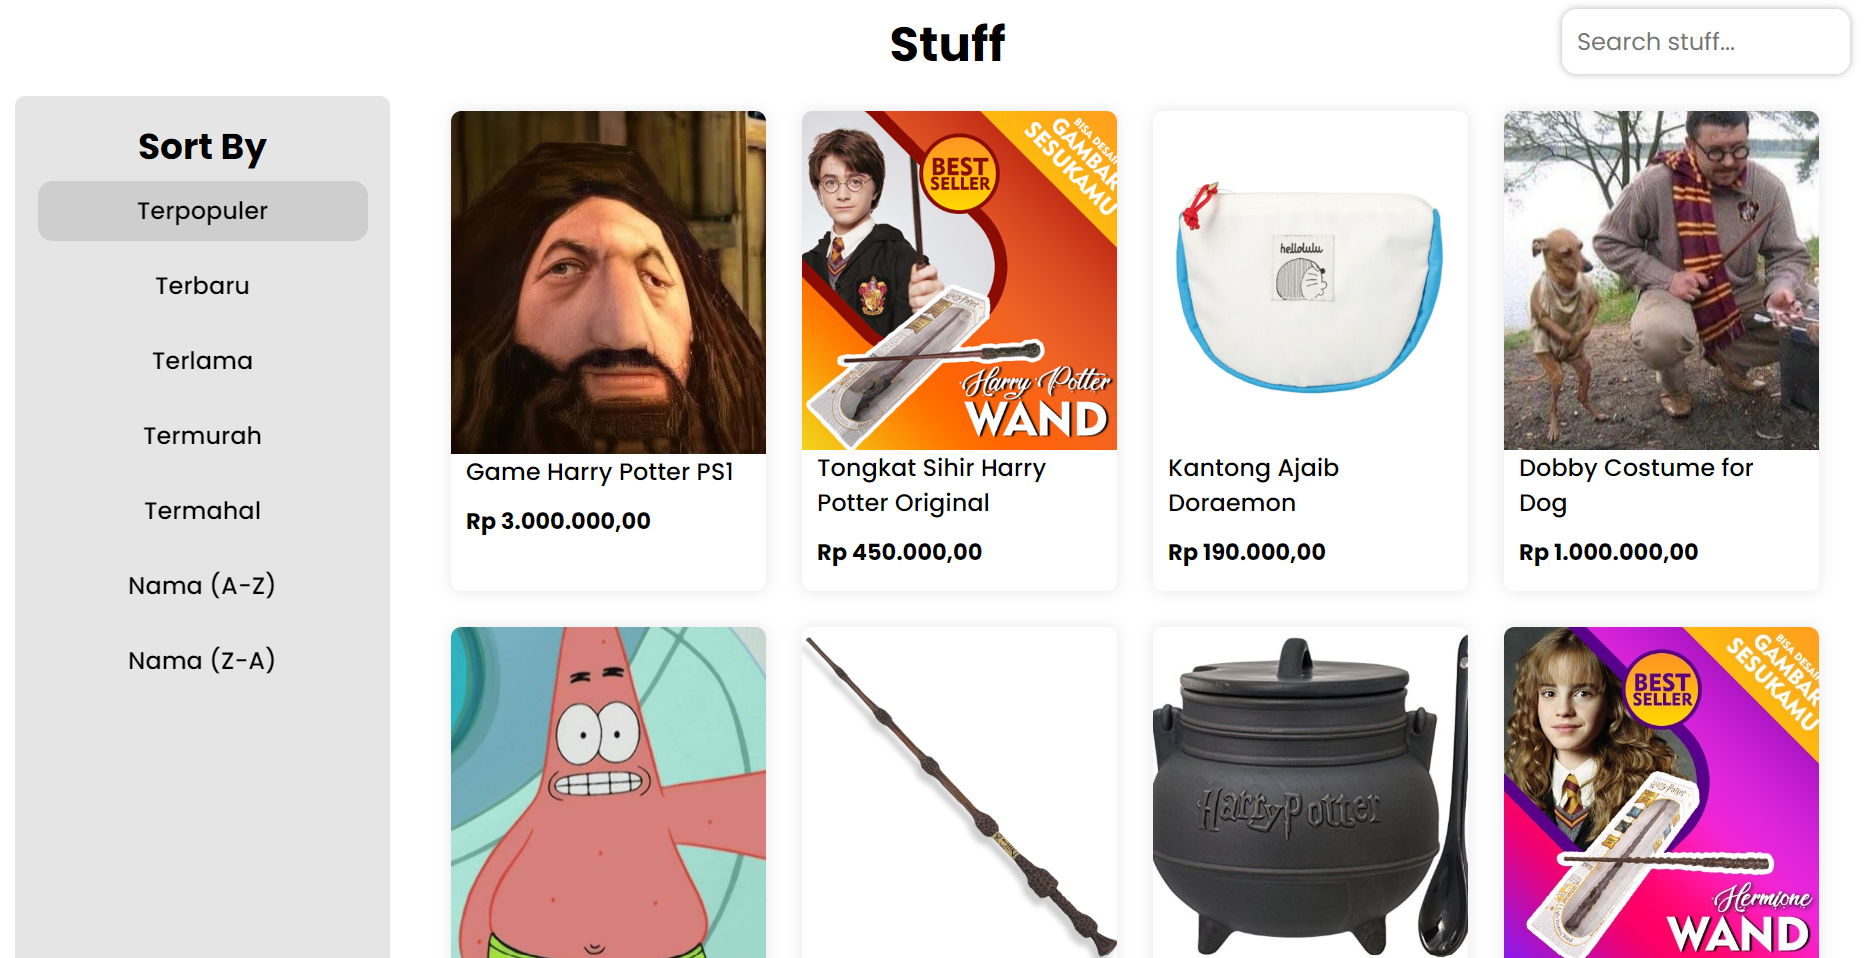 Stuff
Search stuff...
Sort By
Terpopuler
Terbaru
Terlama
Termurah
Termahal
Nama (A-Z)
Nama (Z-A)
BEST
SELLER
BISA DESAI
GAMBAR
SESUKAMU
Harry Potter
WAND
hellolulu
Game Harry Potter PS1
Rp 3.000.000,00
Tongkat Sihir Harry
Potter Original
Rp 450.000,00
Kantong Ajaib
Doraemon
Rp 190.000,00
Dobby Costume for
Dog
Rp 1.000.000,00
Harry Potter
BEST
SELLER
BISA DESAI
GAMBAR
SESUKAMU
Hermione
WAND